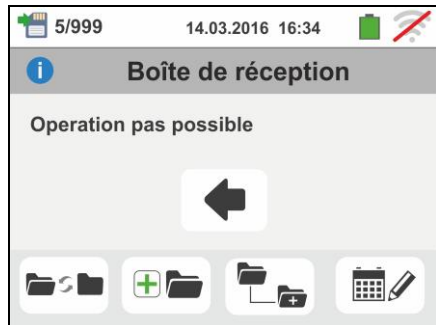 5/999 14.03.2016 16:34
Boîte de réception
Operation pas possible